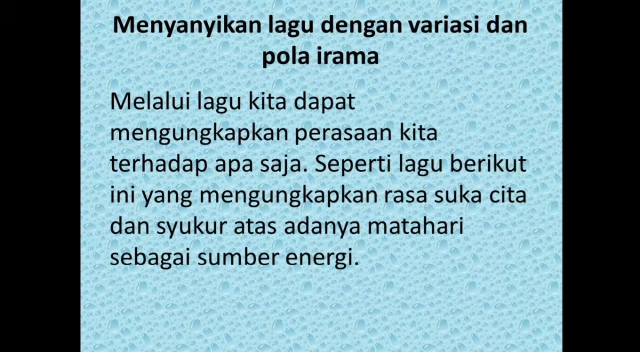 Menyanyikan lagu dengan variasi dan
pola irama
Melalui lagu kita dapat
mengungkapkan perasaan kita
terhadap apa saja. Seperti lagu berikut
ini yang mengungkapkan rasa suka cita
dan syukur atas adanya matahari
sebagai sumber energi.